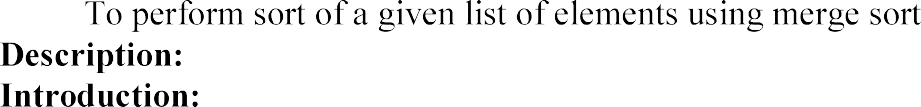 To perform sort of a given list of elements using merge sort
Description:
Introduction: